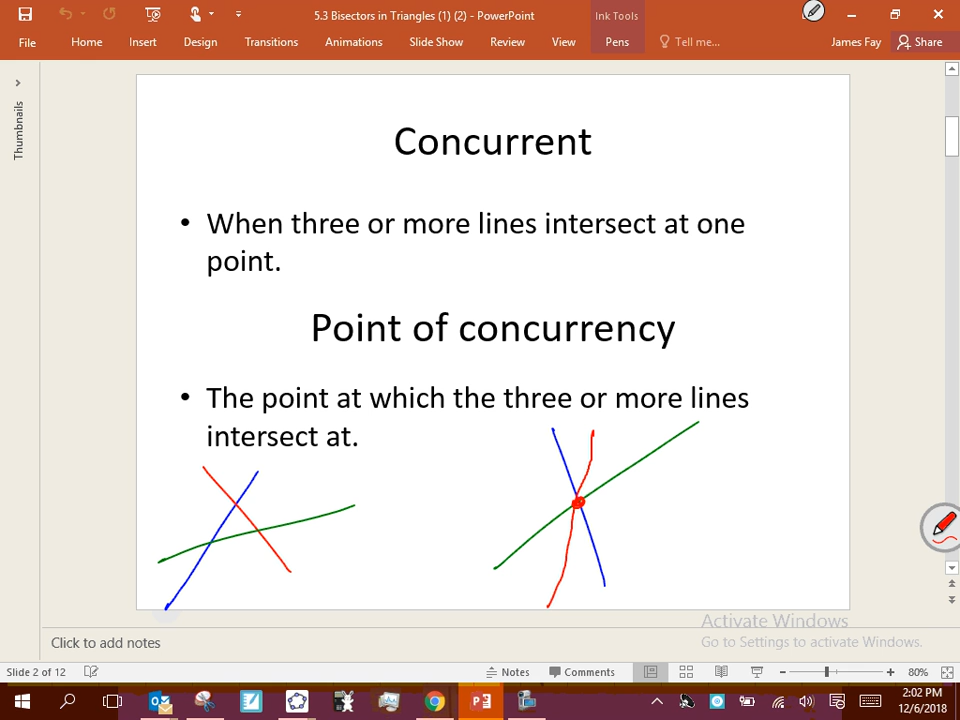 5.3 Bisectors in Triangles (1) (2) - PowerPoint
Ink Tools
File Home Insert Design Transitions Animations Slide Show Review View Pens Tell me... James Fay Share
Thumbnails
Concurrent
• When three or more lines intersect at one
point.
Point of concurrency
• The point at which the three or more lines
intersect at.
Activate Windows
Go to Settings to activate Windows.
Click to add notes
Slide 2 of 12 Notes Comments 80%
2:02 PM
12/6/2018